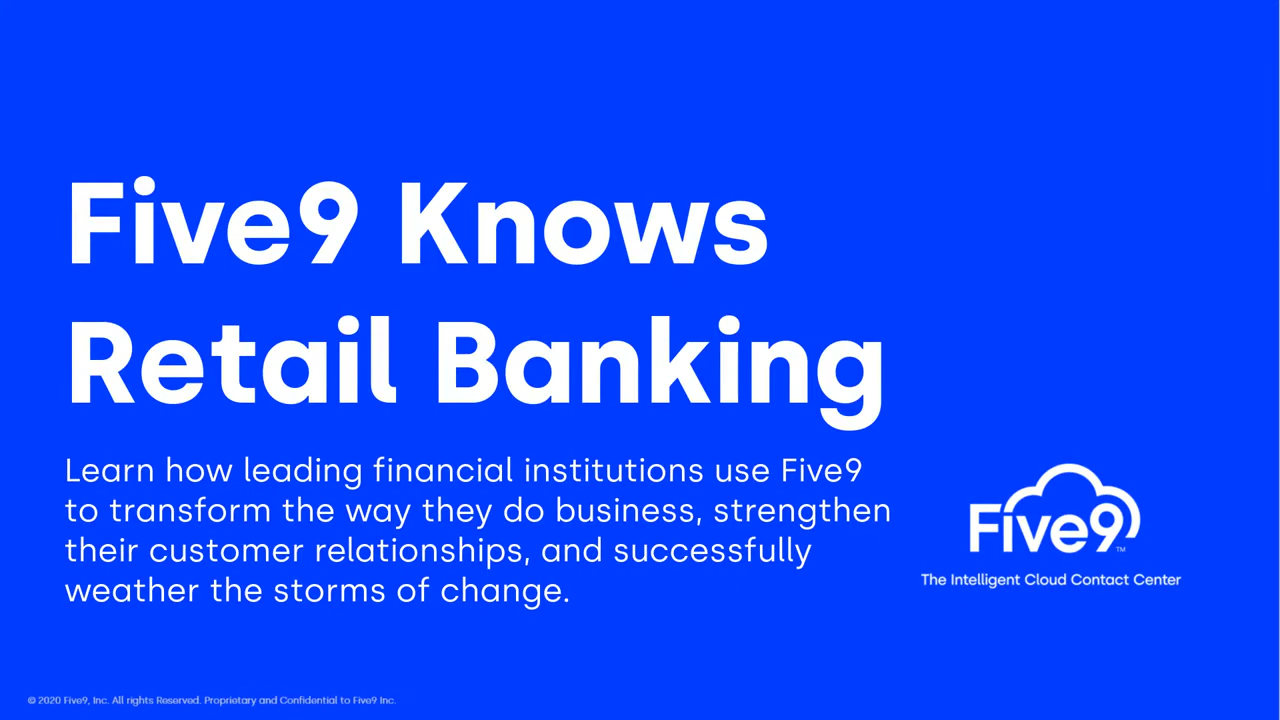 Five9 Knows
Retail Banking
Learn how leading financial institutions use Five9
to transform the way they do business, strengthen
their customer relationships, and successfully
weather the storms of change.
Five9™
The Intelligent Cloud Contact Center
© 2020 Five9, Inc. All rights Reserved. Proprietary and Confidential to Five9 Inc.